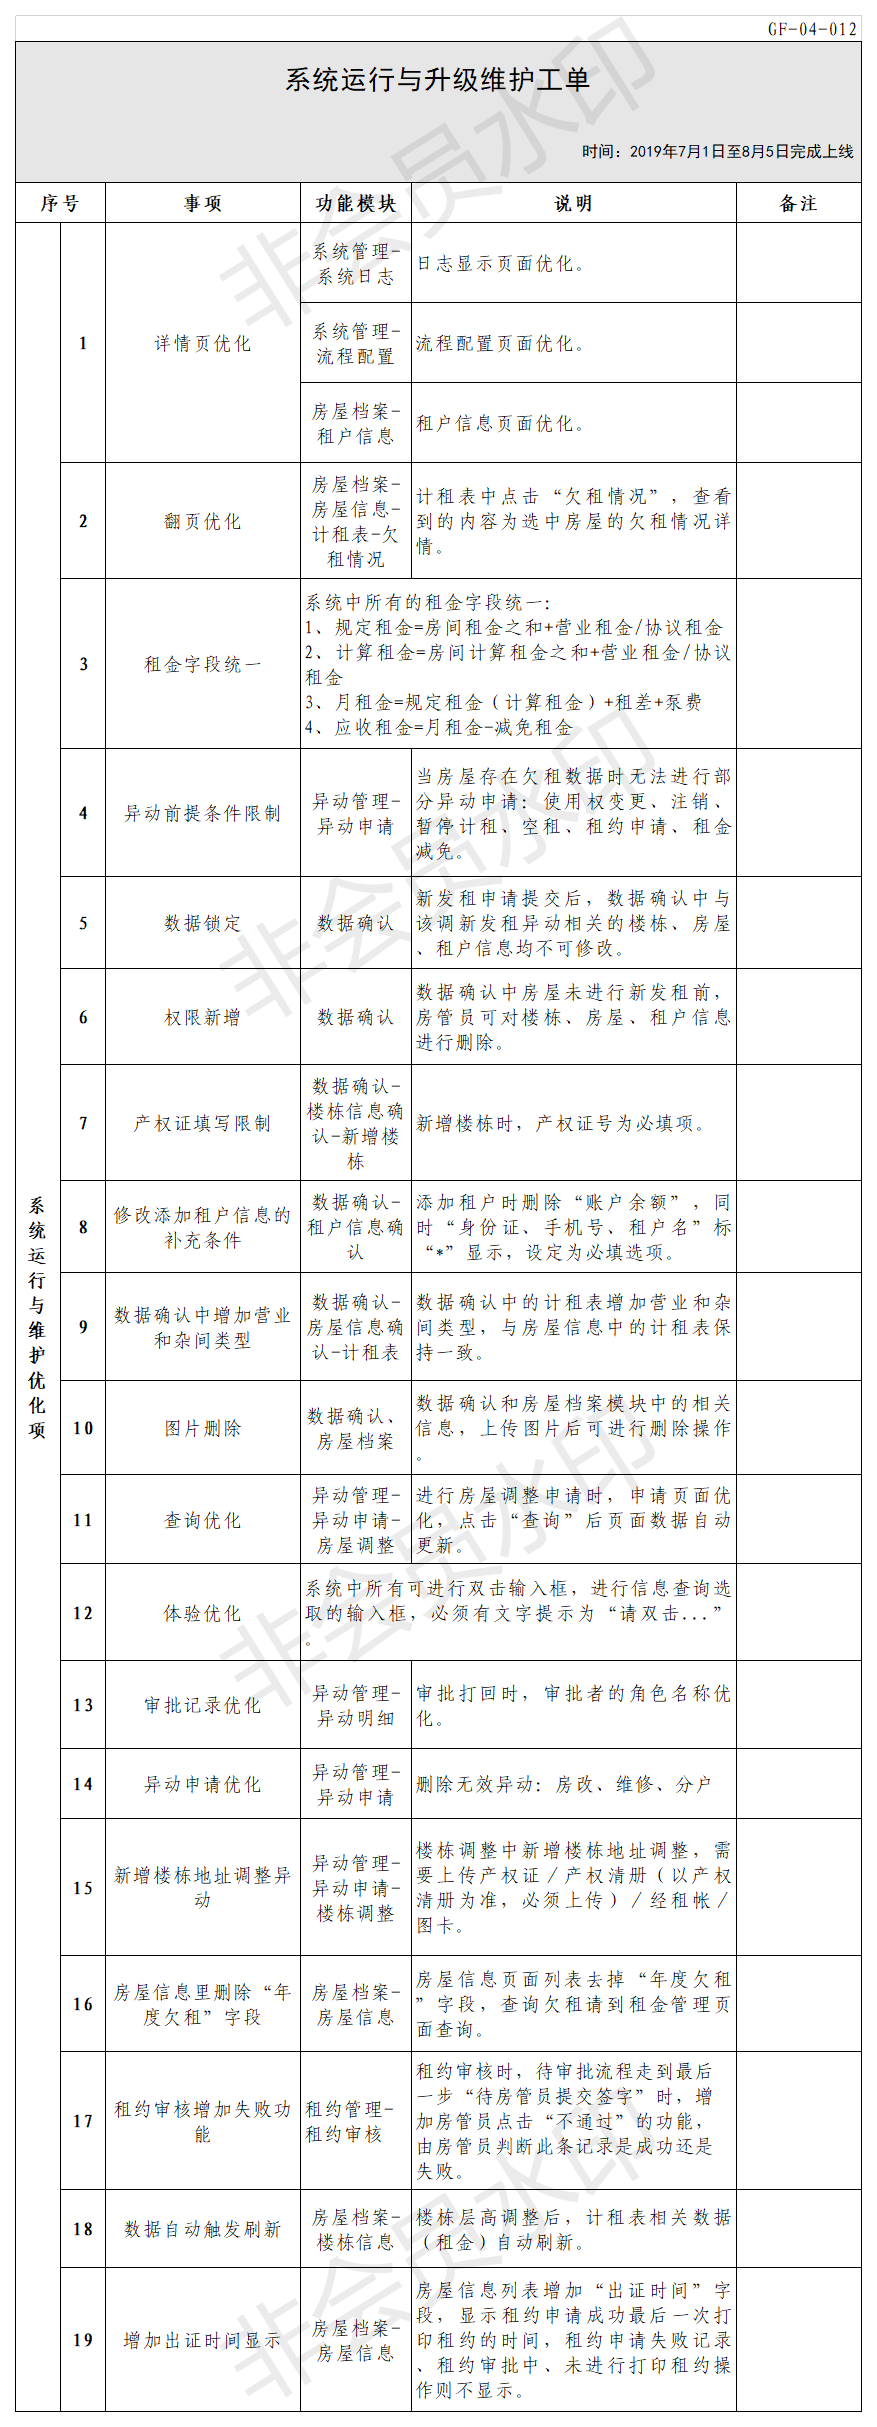 GF-04-012
系统运行与升级维护工单
时间：2019年7月1日至8月5日完成上线
序号 事项 功能模块 说明 备注
系统运行与维护优化项
1
详情页优化
系统管理-
系统日志
日志显示页面优化。
系统管理-
流程配置
流程配置页面优化。
房屋档案-
租户信息
租户信息页面优化。
2
翻页优化
房屋档案-
房屋信息-
计租表-欠
租情况
计租表中点击“欠租情况”，查看
到的内容为选中房屋的欠租情况详
情。
3
租金字段统一
系统中所有的租金字段统一：
1、规定租金=房间租金之和+营业租金/协议租金
2、计算租金=房间计算租金之和+营业租金/协议
租金
3、月租金=规定租金（计算租金）+租差+泵费
4、应收租金=月租金-减免租金
4
异动前提条件限制
异动管理-
异动申请
当房屋存在欠租数据时无法进行部
分异动申请：使用权变更、注销、
暂停计租、空租、租约申请、租金
减免。
5
数据锁定
数据确认
新发租申请提交后，数据确认中与
该调新发租异动相关的楼栋、房屋
、租户信息均不可修改。
6
权限新增
数据确认
数据确认中房屋未进行新发租前，
房管员可对楼栋、房屋、租户信息
进行删除。
7
产权证填写限制
数据确认-
楼栋信息确
认-新增楼
栋
新增楼栋时，产权证号为必填项。
8
修改添加租户信息的
补充条件
数据确认-
租户信息确
认
添加租户时删除“账户余额”，同
时“身份证、手机号、租户名”标
“*”显示，设定为必填选项。
9
数据确认中增加营业
和杂间类型
数据确认-
房屋信息确
认-计租表
数据确认中的计租表增加营业和杂
间类型，与房屋信息中的计租表保
持一致。
10
图片删除
数据确认、
房屋档案
数据确认和房屋档案模块中的相关
信息，上传图片后可进行删除操作
。
11
查询优化
异动管理-
异动申请-
房屋调整
进行房屋调整申请时，申请页面优
化，点击“查询”后页面数据自动
更新。
12
体验优化
系统中所有可进行双击输入框，进行信息查询选
取的输入框，必须有文字提示为“请双击...”
。
13
审批记录优化
异动管理-
异动明细
审批打回时，审批者的角色名称优
化。
14
异动申请优化
异动管理-
异动申请
删除无效异动：房改、维修、分户
15
新增楼栋地址调整异
动
异动管理-
异动申请-
楼栋调整
楼栋调整中新增楼栋地址调整，需
要上传产权证／产权清册（以产权
清册为准，必须上传）／经租帐／
图卡。
16
房屋信息里删除“年
度欠租”字段
房屋档案-
房屋信息
房屋信息页面列表去掉“年度欠租
”字段，查询欠租请到租金管理页
面查询。
17
租约审核增加失败功
能
租约管理-
租约审核
租约审核时，待审批流程走到最后
一步“待房管员提交签字”时，增
加房管员点击“不通过”的功能，
由房管员判断此条记录是成功还是
失败。
18
数据自动触发刷新
房屋档案-
楼栋信息
楼栋层高调整后，计租表相关数据
（租金）自动刷新。
19
增加出证时间显示
房屋档案-
房屋信息
房屋信息列表增加“出证时间”字
段，显示租约申请成功最后一次打
印租约的时间，租约申请失败记录
、租约审批中、未进行打印租约操
作则不显示。
非会员水印
非会员水印
非会员水印
非会员水印